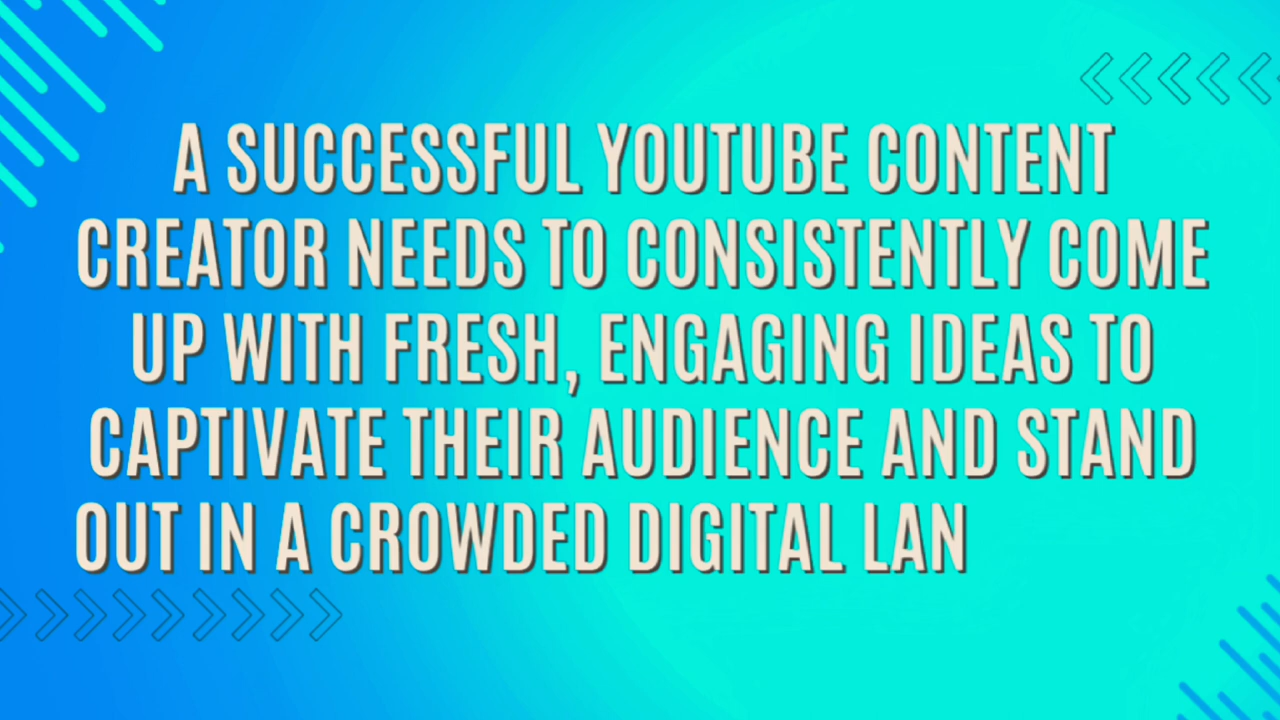 A SUCCESSFUL YOUTUBE CONTENT
CREATOR NEEDS TO CONSISTENTLY COME
UP WITH FRESH, ENGAGING IDEAS TO
CAPTIVATE THEIR AUDIENCE AND STAND
OUT IN A CROWDED DIGITAL LAN